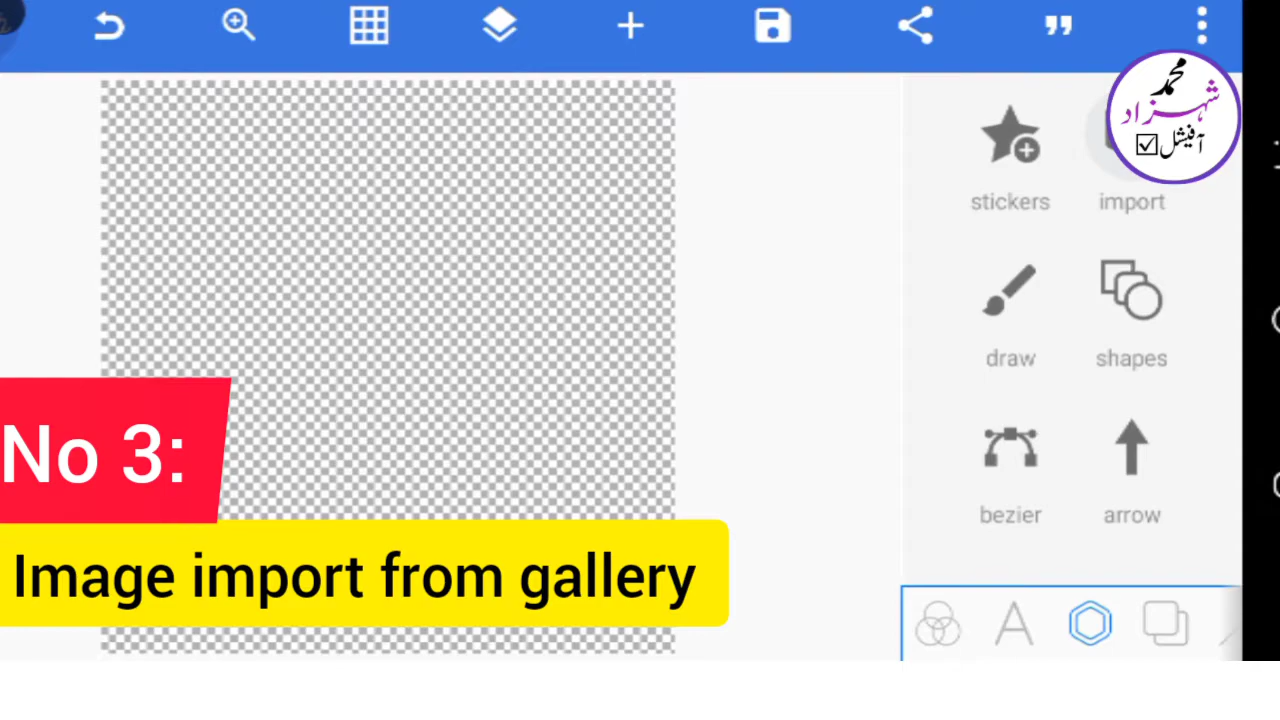 محمد
شہزاد
آفیشل
stickers
import
draw
shapes
No 3:
bezier
arrow
Image import from gallery
A